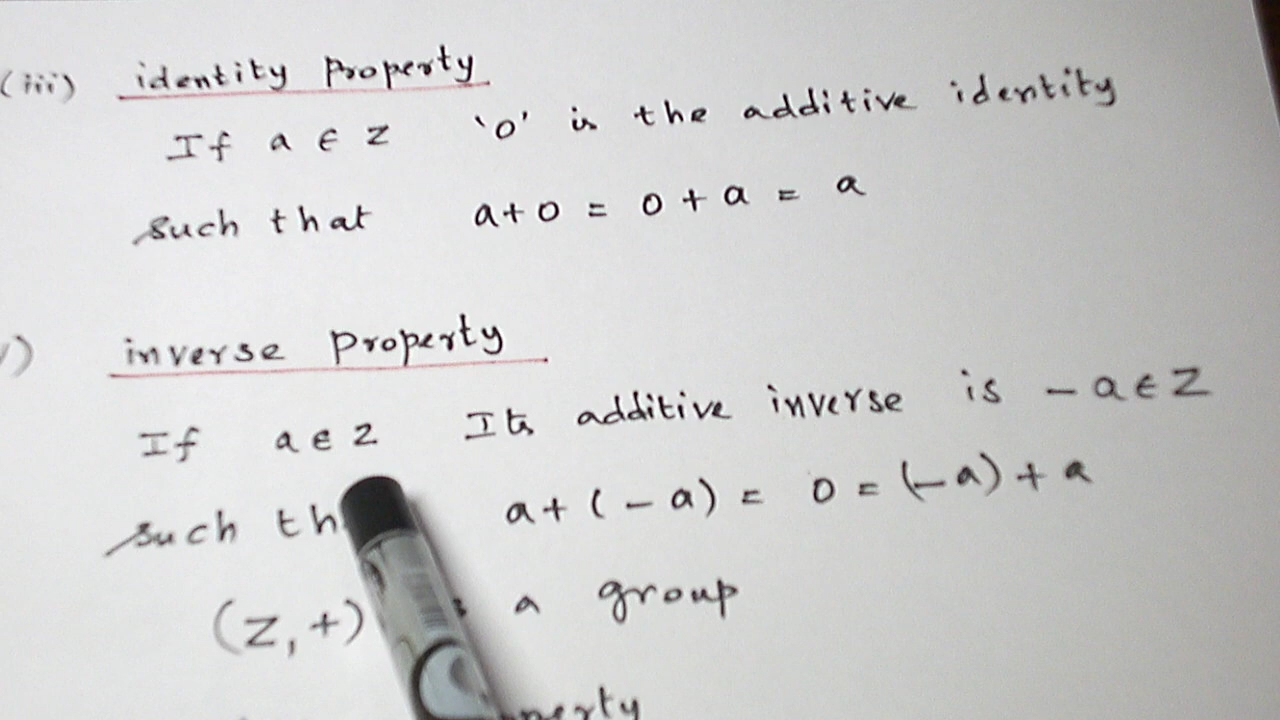 (iii) identity Property
If a ∈ Z '0' is the additive identity
such that a+0 = 0+a = a
) inverse Property
If a ∈ Z Its additive inverse is -a ∈ Z
such th a+(-a) = 0 = (-a)+a
(Z,+) a group